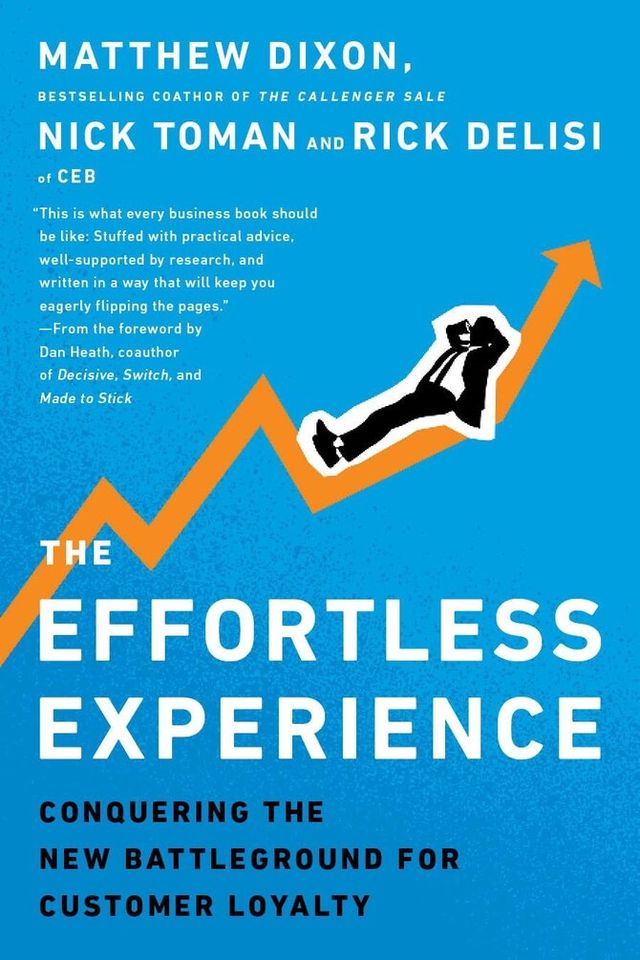 MATTHEW DIXON,
BESTSELLING COATHOR OF THE CALLENGER SALE
NICK TOMAN AND RICK DELISI
of CEB
“This is what every business book should
be like: Stuffed with practical advice,
well-supported by research, and
written in a way that will keep you
eagerly flipping the pages.”
—From the foreword by
Dan Heath, coauthor
of Decisive, Switch, and
Made to Stick
THE
EFFORTLESS
EXPERIENCE
CONQUERING THE
NEW BATTLEGROUND FOR
CUSTOMER LOYALTY